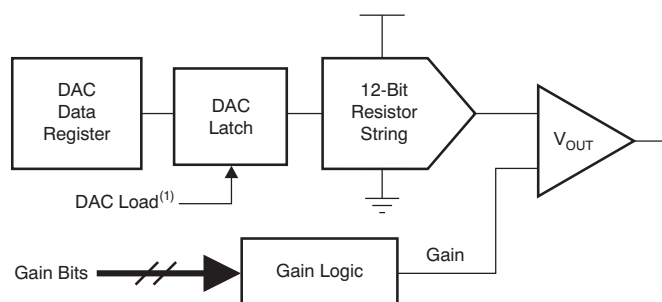 DAC
Data
Register
DAC
Latch
12-Bit
Resistor
String
VOUT
DAC Load(1)
Gain
Gain Bits
Gain Logic